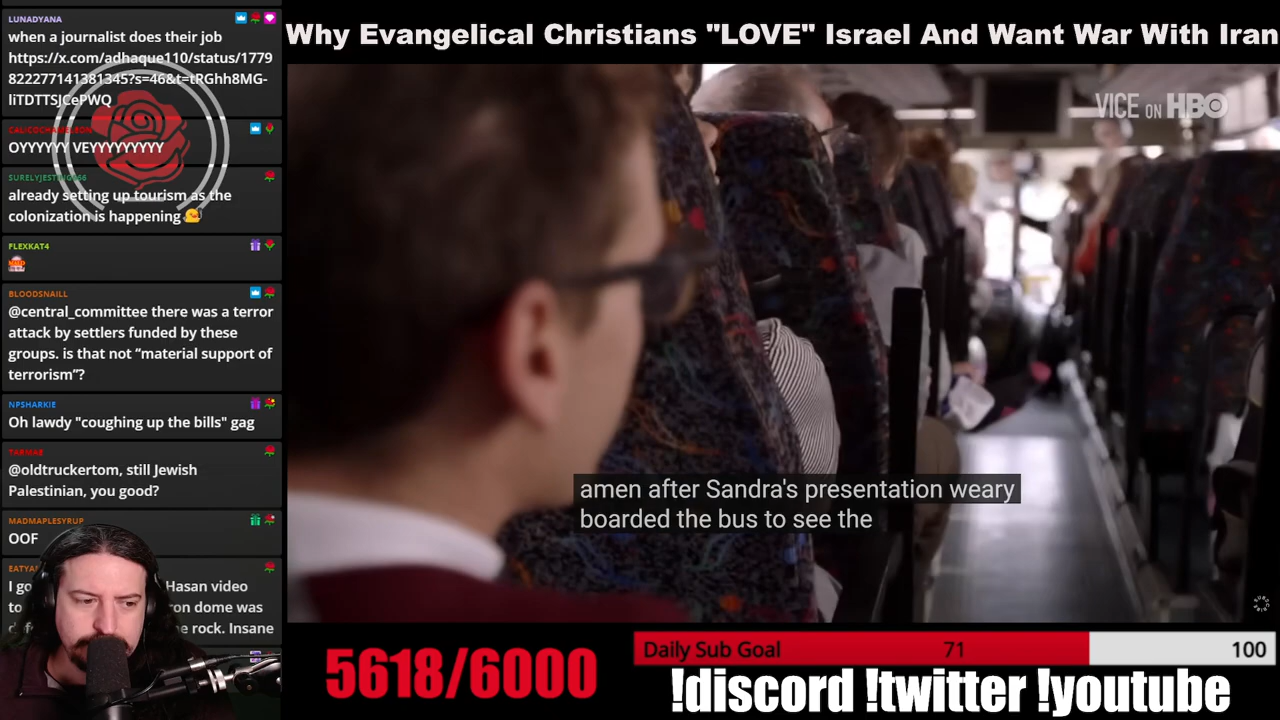 LUNADYANA
when a journalist does their job
https://x.com/adhaque110/status/1779
822277141381345?s=46&t=tRGhh8MG-
liTDTTSJCePWQ
OYYYYYY VEYYYYYYYYY
already setting up tourism as the
colonization is happening
FLEXKAT4
BLOODSNAILL
@central_committee there was a terror
attack by settlers funded by these
groups. is that not “material support of
terrorism”?
NPSHARKIE
Oh lawdy "coughing up the bills" gag
TARMAE
@oldtruckertom, still Jewish
Palestinian, you good?
MADMAPLESYRUP
OOF
Hasan video
dome was
rock. Insane
Why Evangelical Christians "LOVE" Israel And Want War With Iran
VICE ON HBO
amen after Sandra's presentation weary
boarded the bus to see the
5618/6000
Daily Sub Goal 71 100
!discord !twitter !youtube